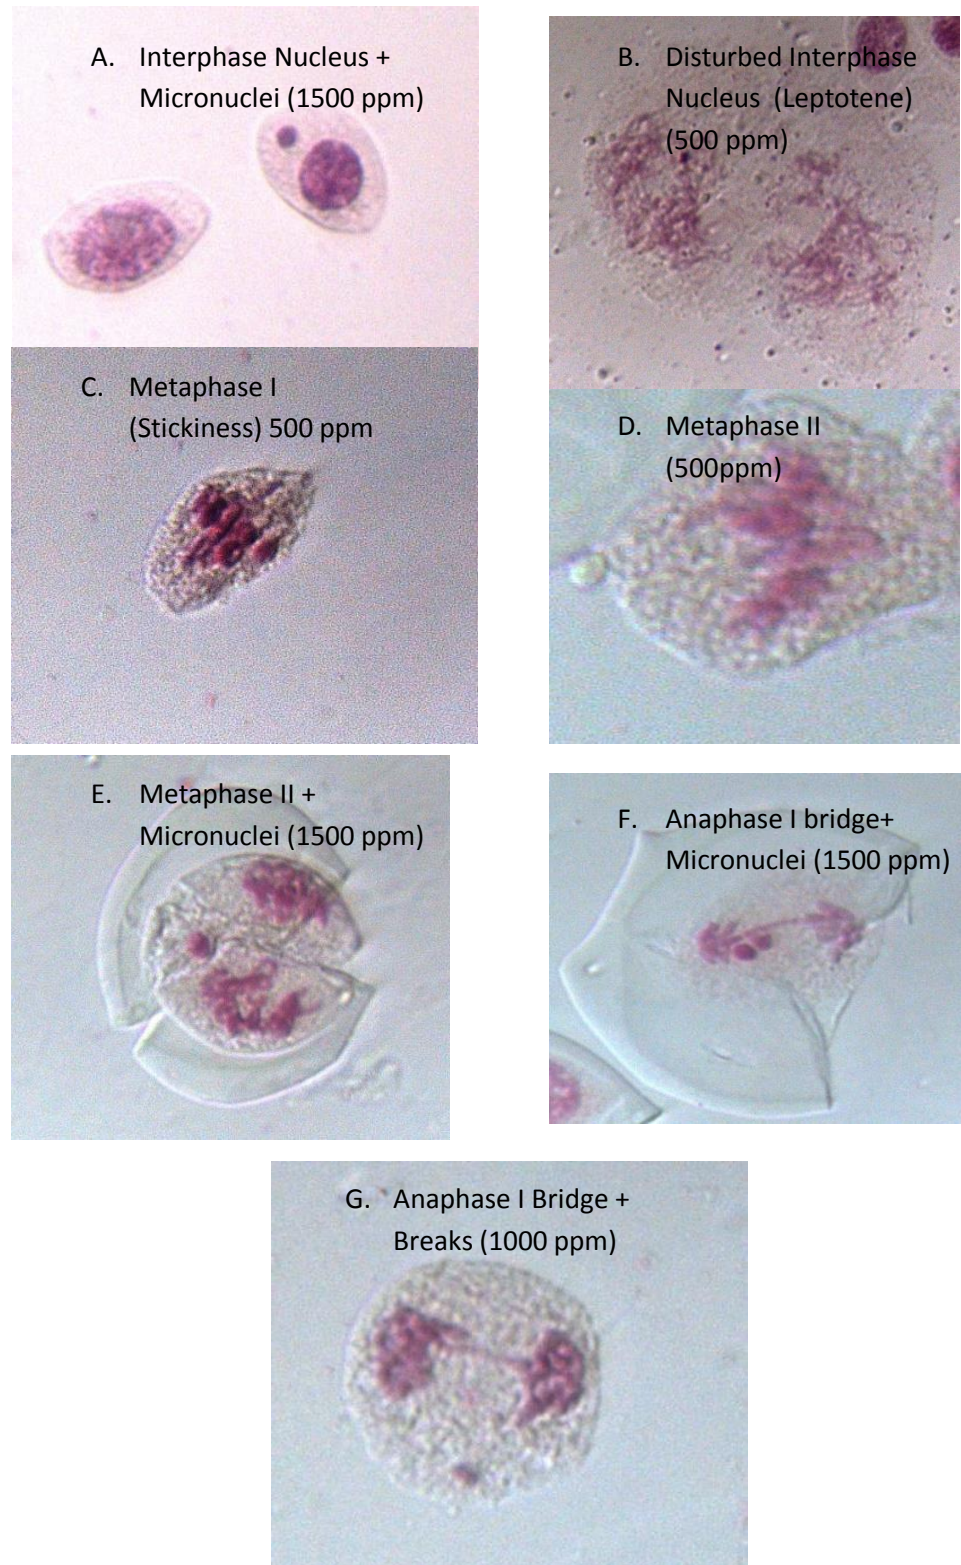 A. Interphase Nucleus +
Micronuclei (1500 ppm)
B. Disturbed Interphase
Nucleus (Leptotene)
(500 ppm)
C. Metaphase I
(Stickiness) 500 ppm
D. Metaphase II
(500ppm)
E. Metaphase II +
Micronuclei (1500 ppm)
F. Anaphase I bridge+
Micronuclei (1500 ppm)
G. Anaphase I Bridge +
Breaks (1000 ppm)